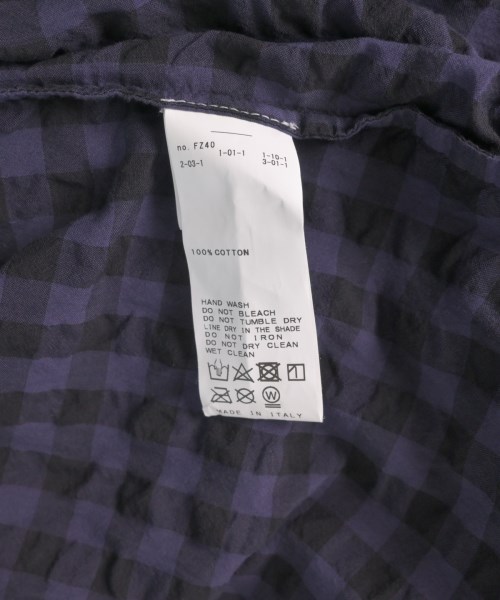 no. FZ40
1-01-1 1-10-1
2-03-1 3-01-1
100% COTTON
HAND WASH
DO NOT BLEACH
DO NOT TUMBLE DRY
LINE DRY IN THE SHADE
DO NOT IRON
DO NOT DRY CLEAN
WET CLEAN
W
MADE IN ITALY